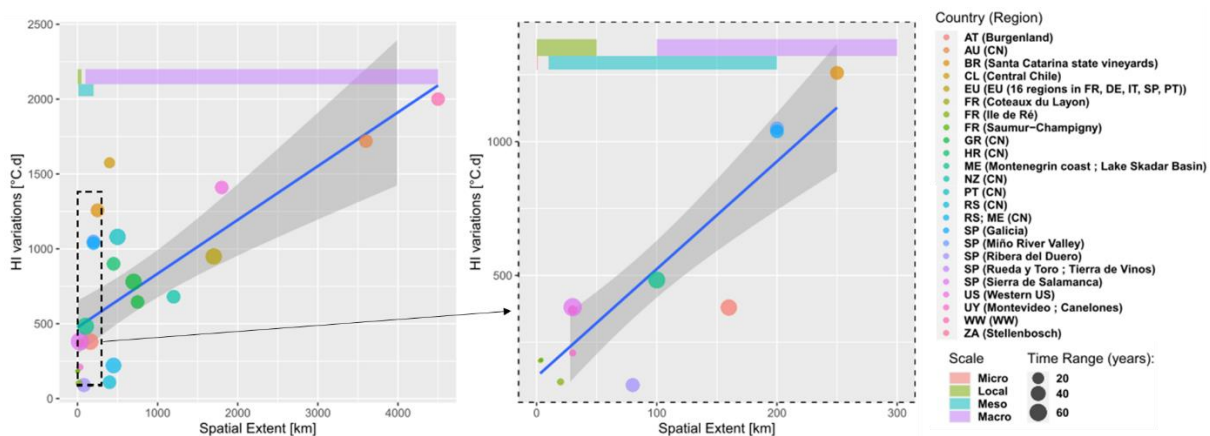 2500
2000
1500
1000
500
0
HI variations [°C.d]
0
1000
2000
3000
4000
Spatial Extent [km]
1000
500
HI variations [°C.d]
0
100
200
300
Spatial Extent [km]
Country (Region)
AT (Burgenland)
AU (CN)
BR (Santa Catarina state vineyards)
CL (Central Chile)
EU (EU (16 regions in FR, DE, IT, SP, PT))
FR (Coteaux du Layon)
FR (Ile de Ré)
FR (Saumur−Champigny)
GR (CN)
HR (CN)
ME (Montenegrin coast ; Lake Skadar Basin)
NZ (CN)
PT (CN)
RS (CN)
RS; ME (CN)
SP (Galicia)
SP (Miño River Valley)
SP (Ribera del Duero)
SP (Rueda y Toro ; Tierra de Vinos)
SP (Sierra de Salamanca)
US (Western US)
UY (Montevideo ; Canelones)
WW (WW)
ZA (Stellenbosch)
Scale
Micro
Local
Meso
Macro
Time Range (years):
20
40
60